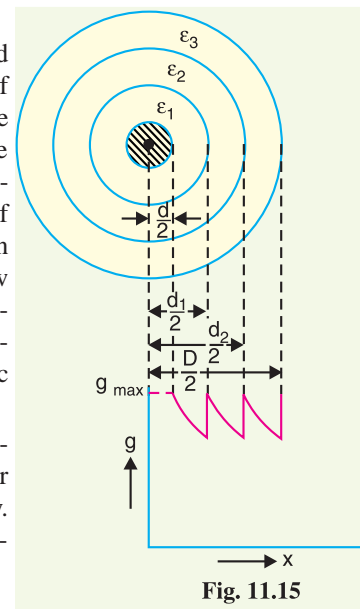 ε3
ε2
ε1
d
2
d1
2
d2
2
D
2
g max
g
x
Fig. 11.15
d
f
e
e
-
f
n
v
-
-
c
-
r
.
-